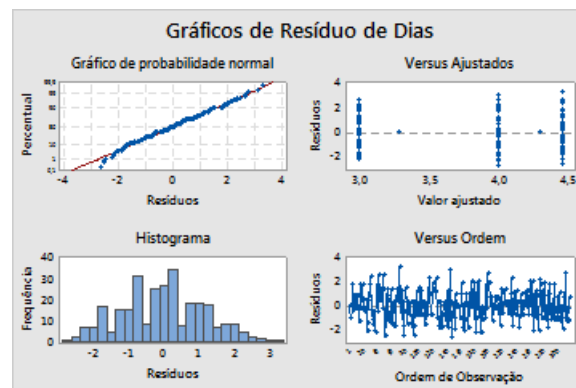 Gráficos de Resíduo de Dias
Gráfico de probabilidade normal
Versus Ajustados
Percentual
1
0,1
-4 -2 0 2 4
Resíduos
Resíduos
4
2
0
-2
3,0 3,5 4,0 4,5
Valor ajustado
Histograma
Versus Ordem
Frequência
40
30
20
10
0
-2 -1 0 1 2 3
Resíduos
Resíduos
4
2
0
-2
Ordem de Observação